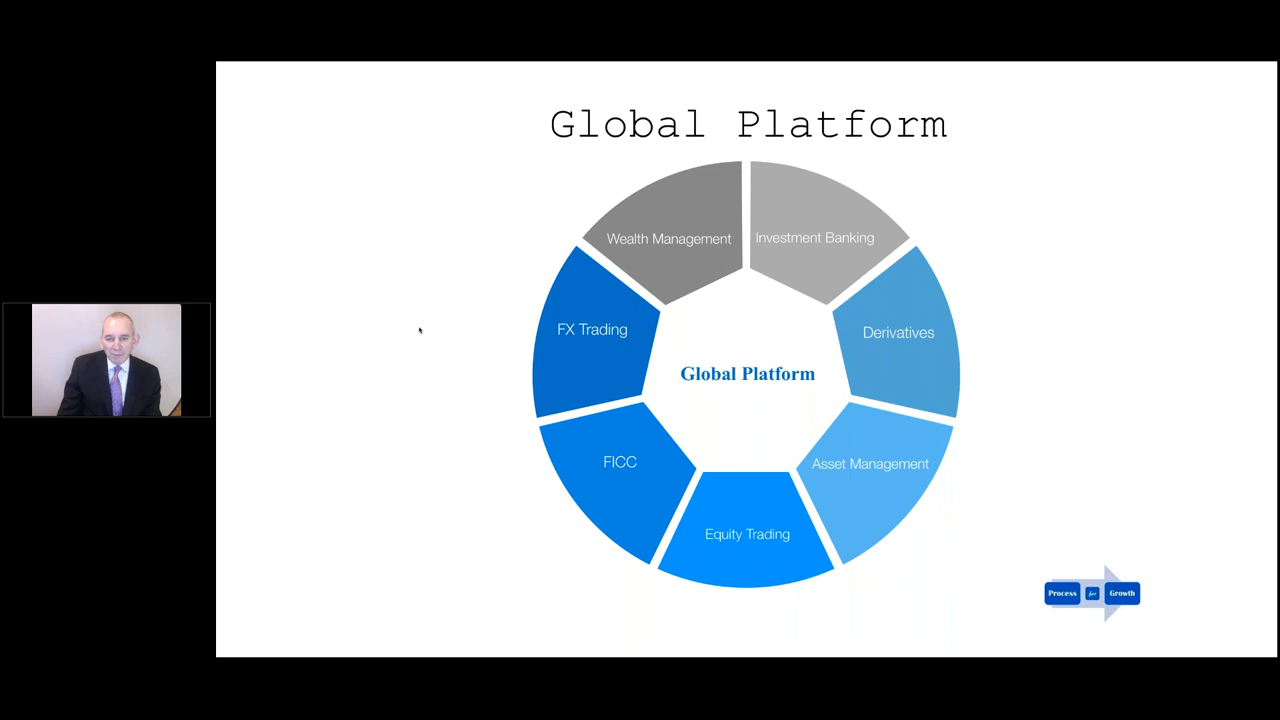 Global Platform
Wealth Management
Investment Banking
FX Trading
Derivatives
Global Platform
FICC
Asset Management
Equity Trading
Process for Growth